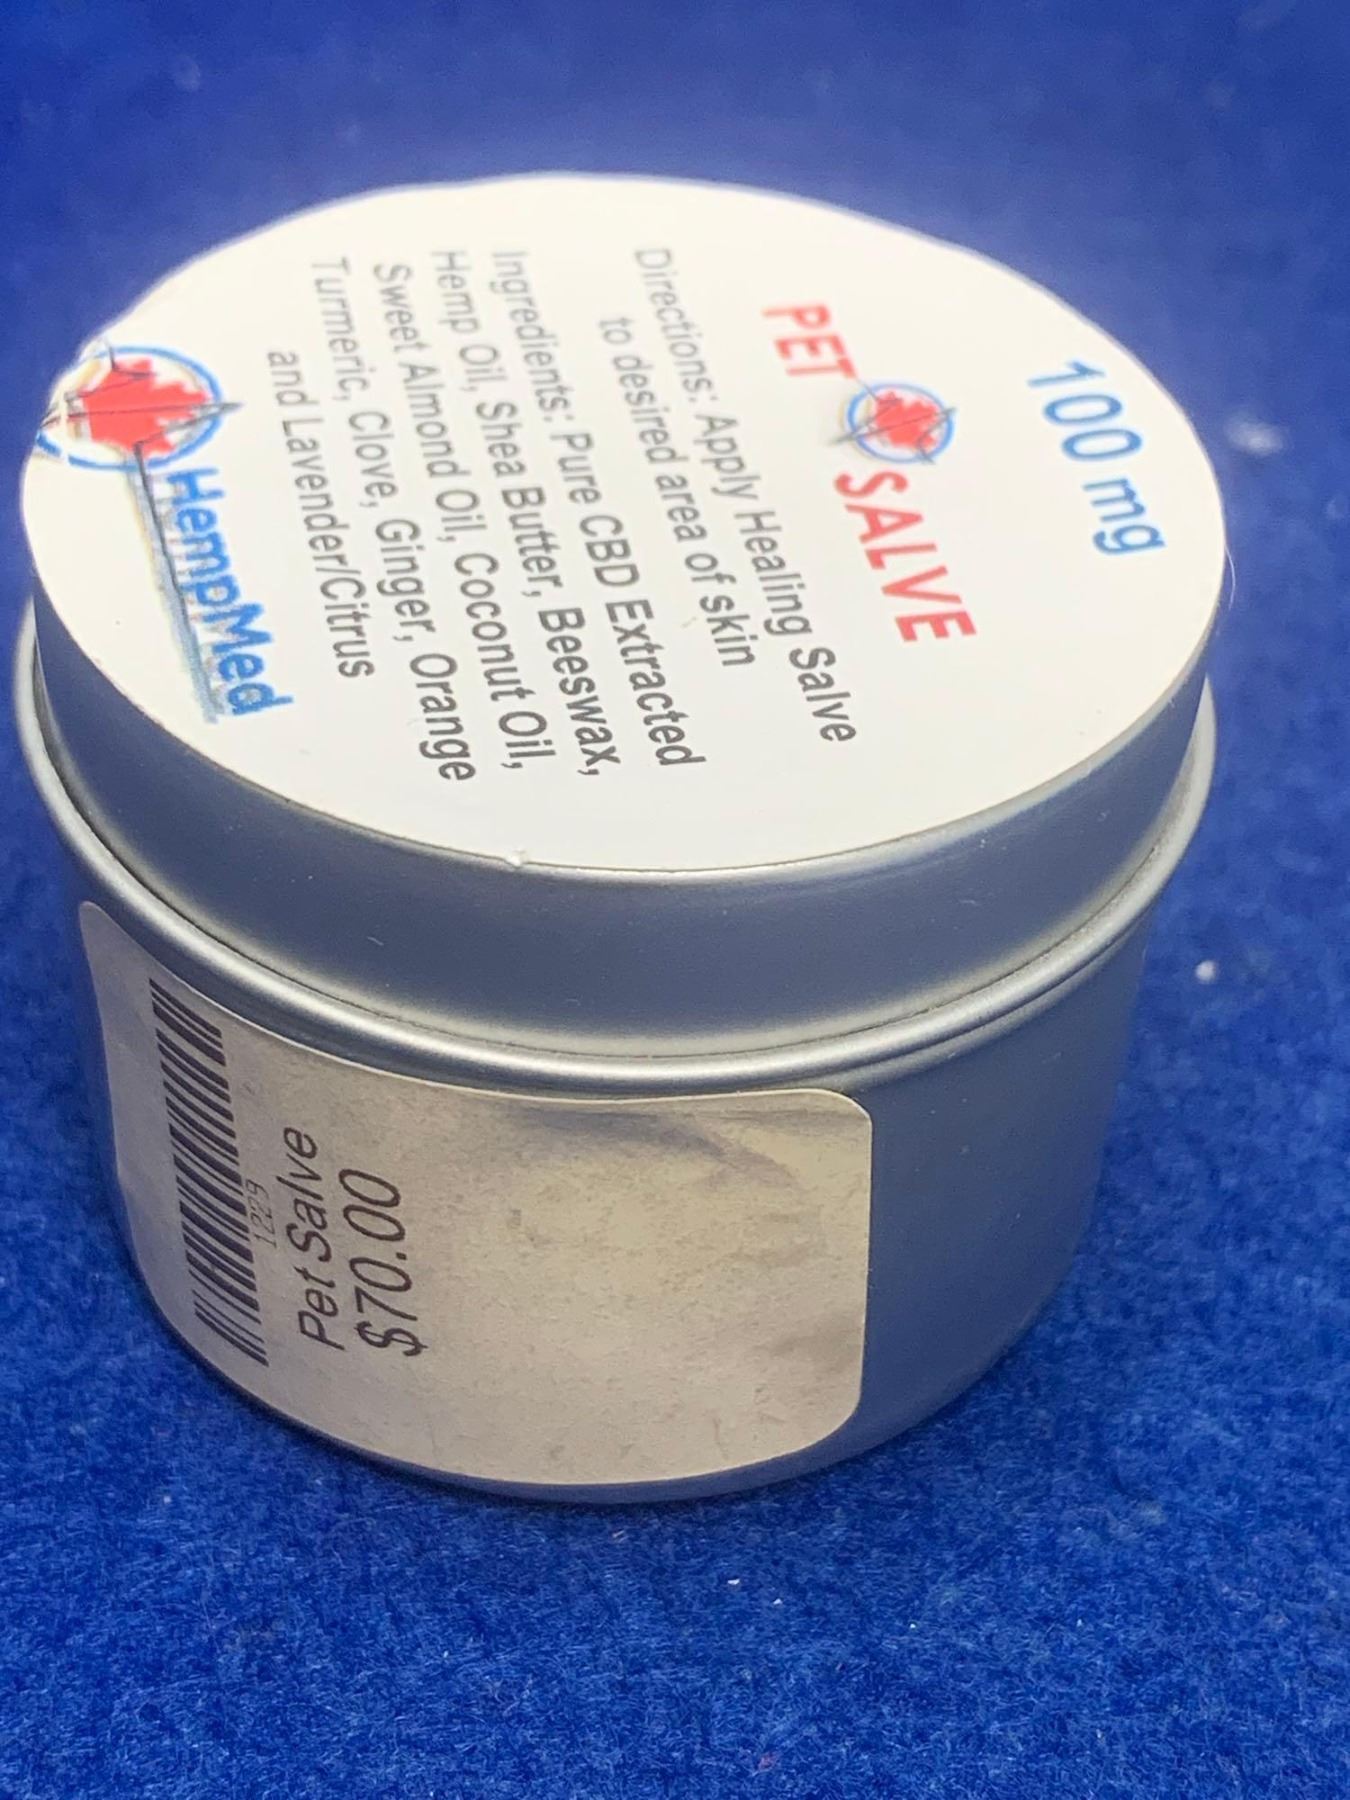 100 mg
PET SALVE
Directions: Apply Healing Salve
to desired area of skin
Ingredients: Pure CBD Extracted
Hemp Oil, Shea Butter, Beeswax,
Sweet Almond Oil, Coconut Oil,
Turmeric, Clove, Ginger, Orange
and Lavender/Citrus
HempMed
1229
Pet Salve
$70.00